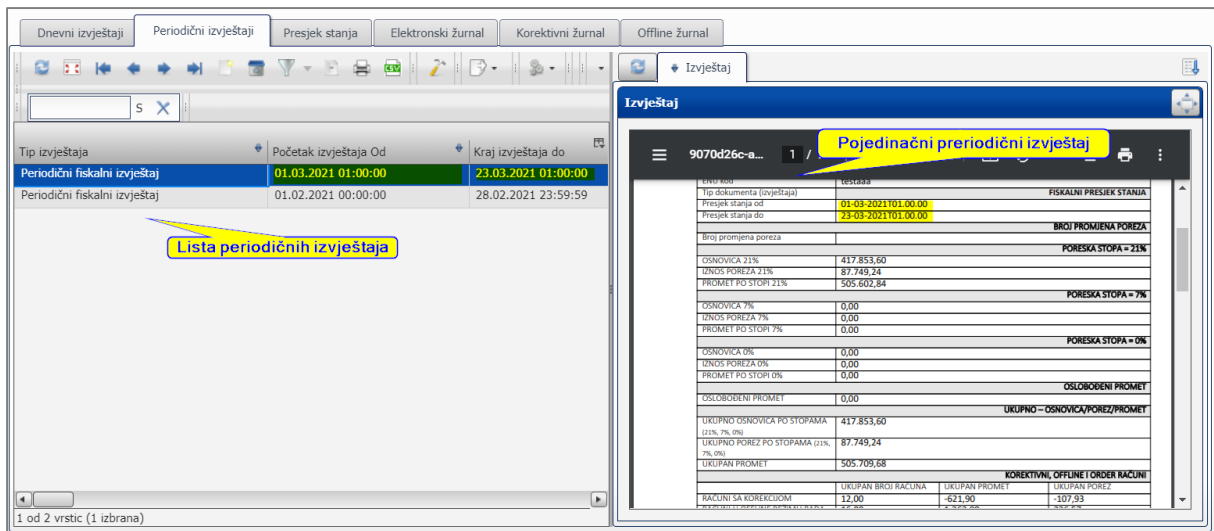 Dnevni izvještaji Periodični izvještaji Presjek stanja Elektronski žurnal Korektivni žurnal Offline žurnal
S
Tip izvještaja Početak izvještaja Od Kraj izvještaja do
Periodični fiskalni izvještaj 01.03.2021 01:00:00 23.03.2021 01:00:00
Periodični fiskalni izvještaj 01.02.2021 00:00:00 28.02.2021 23:59:59
Lista periodičnih izvještaja
1 od 2 vrstic (1 izbrana)
Izvještaj
Izvještaj
Pojedinačni preriodični izvještaj
9070d26c-a... 1 /
ENU kod testaaa
Tip dokumenta (izvještaja) FISKALNI PRESJEK STANJA
Presjek stanja od 01-03-2021T01.00.00
Presjek stanja do 23-03-2021T01.00.00
BROJ PROMJENA POREZA
Broj promjena poreza
PORESKA STOPA = 21%
OSNOVICA 21% 417.853,60
IZNOS POREZA 21% 87.749,24
PROMET PO STOPI 21% 505.602,84
PORESKA STOPA = 7%
OSNOVICA 7% 0,00
IZNOS POREZA 7% 0,00
PROMET PO STOPI 7% 0,00
PORESKA STOPA = 0%
OSNOVICA 0% 0,00
IZNOS POREZA 0% 0,00
PROMET PO STOPI 0% 0,00
OSLOBOĐENI PROMET
OSLOBOĐENI PROMET 0,00
UKUPNO – OSNOVICA/POREZ/PROMET
UKUPNO OSNOVICA PO STOPAMA 417.853,60
(21%, 7%, 0%)
UKUPNO POREZ PO STOPAMA (21%, 87.749,24
7%, 0%)
UKUPAN PROMET 505.709,68
KOREKTIVNI, OFFLINE I ORDER RAČUNI
UKUPAN BROJ RAČUNA UKUPAN PROMET UKUPAN POREZ
RAČUNI SA KOREKCIJOM 12,00 -621,90 -107,93